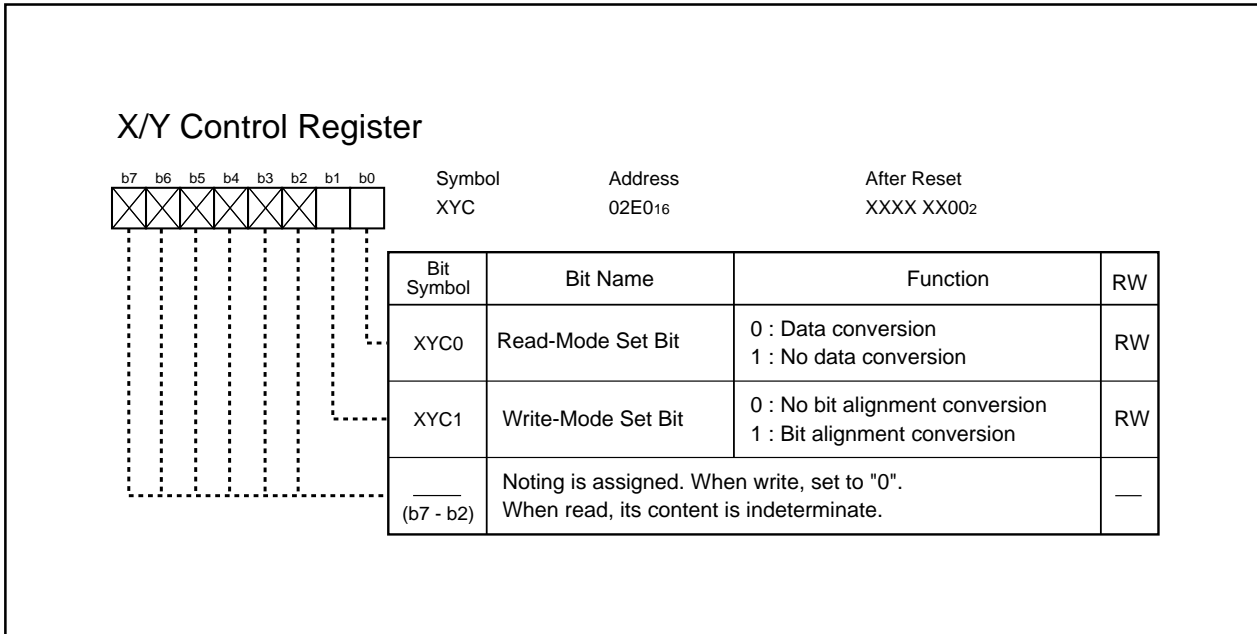 X/Y Control Register
b7 b6 b5 b4 b3 b2 b1 b0
Symbol Address After Reset
XYC 02E016 XXXX XX002
Bit Symbol Bit Name Function RW
XYC0 Read-Mode Set Bit 0 : Data conversion RW
1 : No data conversion
XYC1 Write-Mode Set Bit 0 : No bit alignment conversion RW
1 : Bit alignment conversion
(b7 - b2) Noting is assigned. When write, set to "0".
When read, its content is indeterminate.